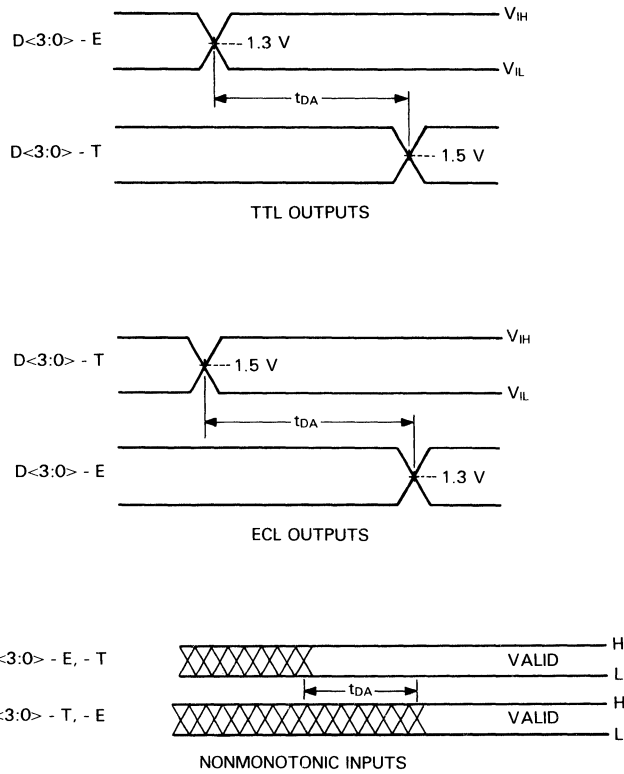 V_IH
D<3:0> - E
1.3 V
V_IL
t_DA
D<3:0> - T
1.5 V
TTL OUTPUTS
V_IH
D<3:0> - T
1.5 V
V_IL
t_DA
D<3:0> - E
1.3 V
ECL OUTPUTS
H
<3:0> - E, - T
VALID
L
t_DA
H
<3:0> - T, - E
VALID
L
NONMONOTONIC INPUTS